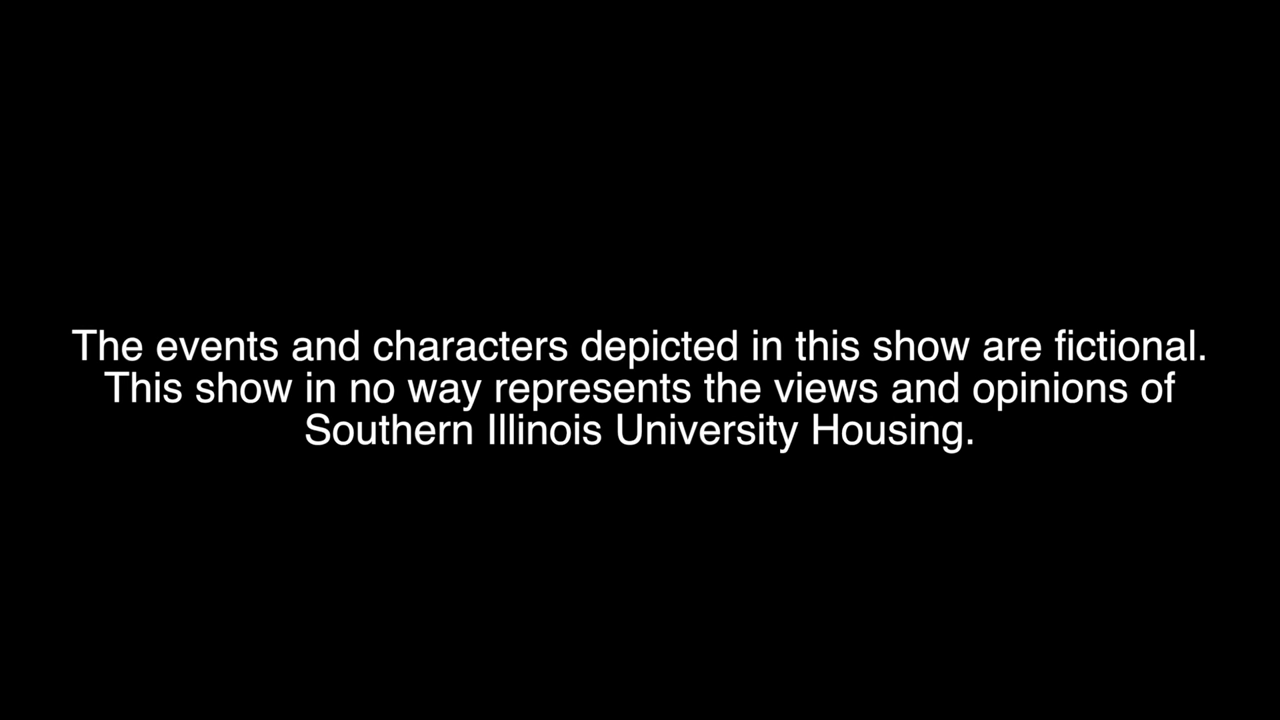 The events and characters depicted in this show are fictional.
This show in no way represents the views and opinions of
Southern Illinois University Housing.